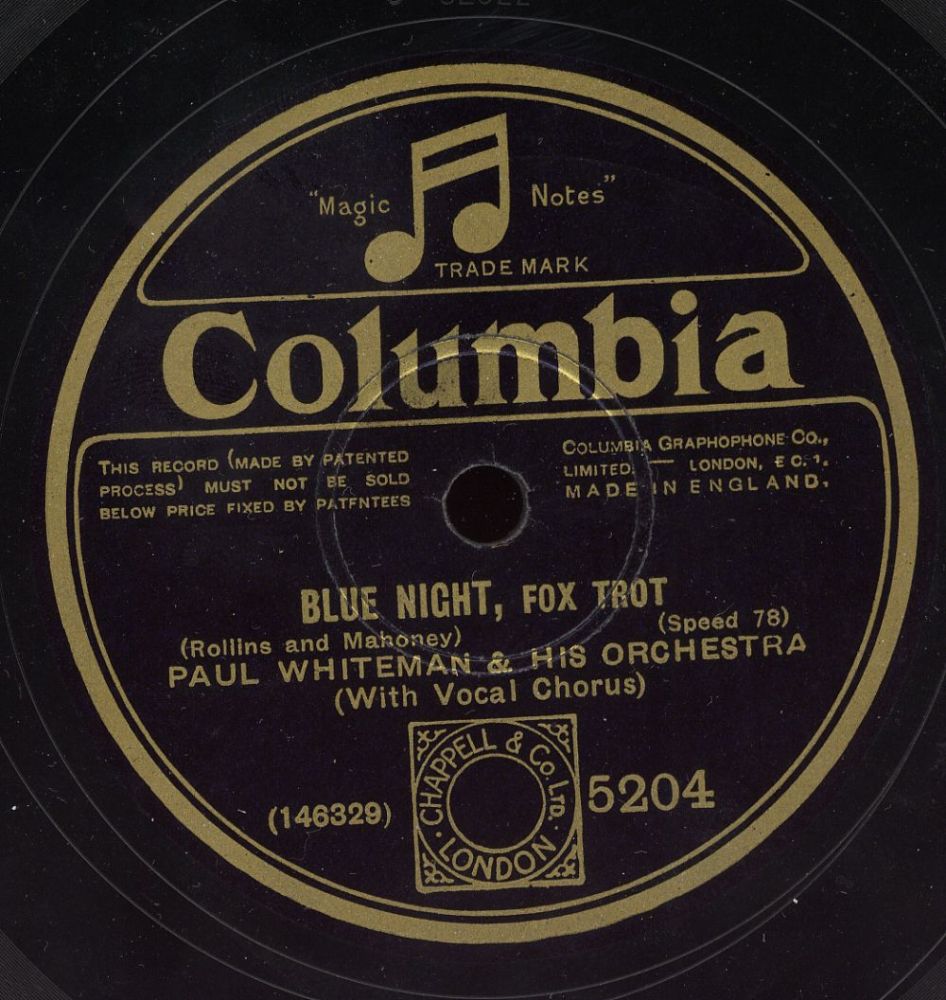 "Magic Notes"
TRADE MARK
Columbia
THIS RECORD (MADE BY PATENTED
PROCESS) MUST NOT BE SOLD
BELOW PRICE FIXED BY PATENTEES
COLUMBIA GRAPHOPHONE CO.,
LIMITED. — LONDON, E C. 1.
MADE IN ENGLAND.
BLUE NIGHT, FOX TROT
(Speed 78)
(Rollins and Mahoney)
PAUL WHITEMAN & HIS ORCHESTRA
(With Vocal Chorus)
(146329)
· CHAPPELL & CO. LTD. ·
LONDON
5204